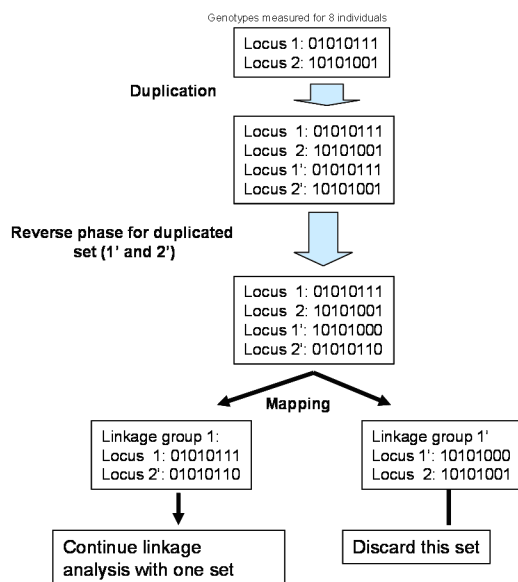 Genotypes measured for 8 individuals
Locus 1: 01010111
Locus 2: 10101001
Duplication
Locus 1: 01010111
Locus 2: 10101001
Locus 1': 01010111
Locus 2': 10101001
Reverse phase for duplicated
set (1' and 2')
Locus 1: 01010111
Locus 2: 10101001
Locus 1': 10101000
Locus 2': 01010110
Mapping
Linkage group 1:
Locus 1: 01010111
Locus 2': 01010110
Linkage group 1'
Locus 1': 10101000
Locus 2: 10101001
Continue linkage
analysis with one set
Discard this set